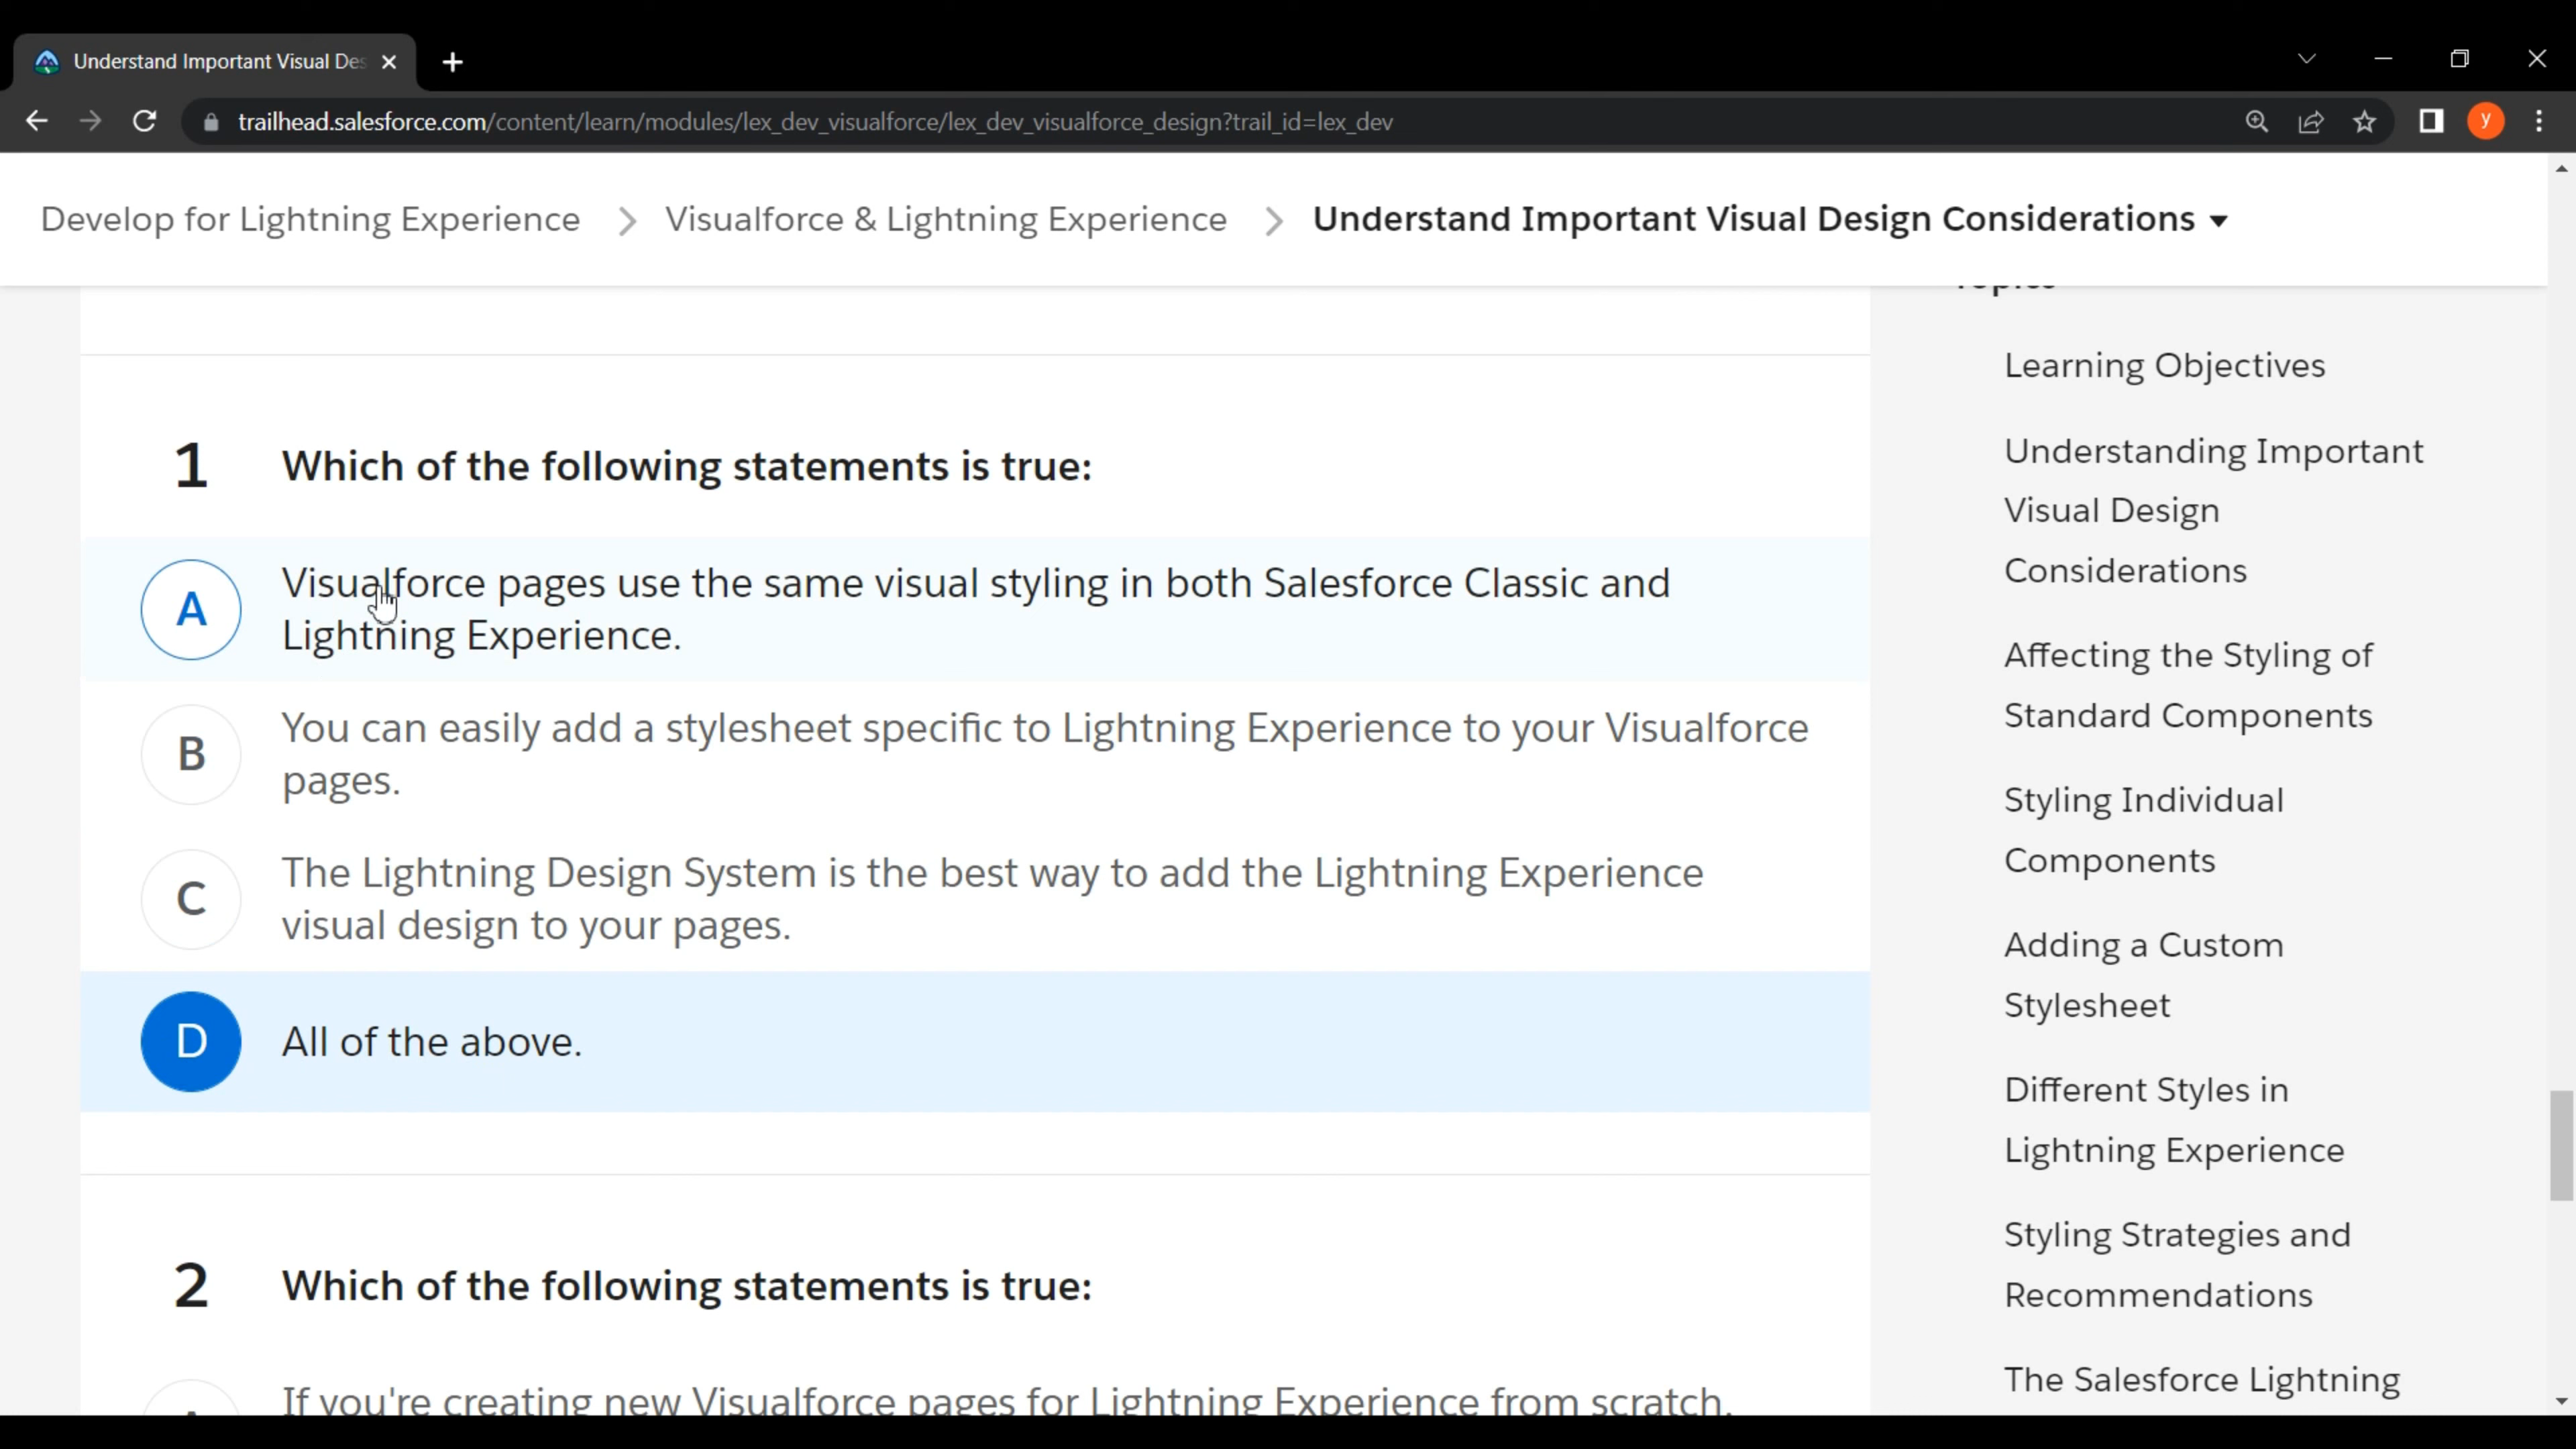 Understand Important Visual Des
trailhead.salesforce.com/content/learn/modules/lex_dev_visualforce/lex_dev_visualforce_design?trail_id=lex_dev
y
Develop for Lightning Experience
Visualforce & Lightning Experience
Understand Important Visual Design Considerations
1 Which of the following statements is true:
A Visualforce pages use the same visual styling in both Salesforce Classic and
Lightning Experience.
B You can easily add a stylesheet specific to Lightning Experience to your Visualforce
pages.
C The Lightning Design System is the best way to add the Lightning Experience
visual design to your pages.
D All of the above.
2 Which of the following statements is true:
If you're creating new Visualforce pages for Lightning Experience from scratch,
Topics
Learning Objectives
Understanding Important
Visual Design
Considerations
Affecting the Styling of
Standard Components
Styling Individual
Components
Adding a Custom
Stylesheet
Different Styles in
Lightning Experience
Styling Strategies and
Recommendations
The Salesforce Lightning